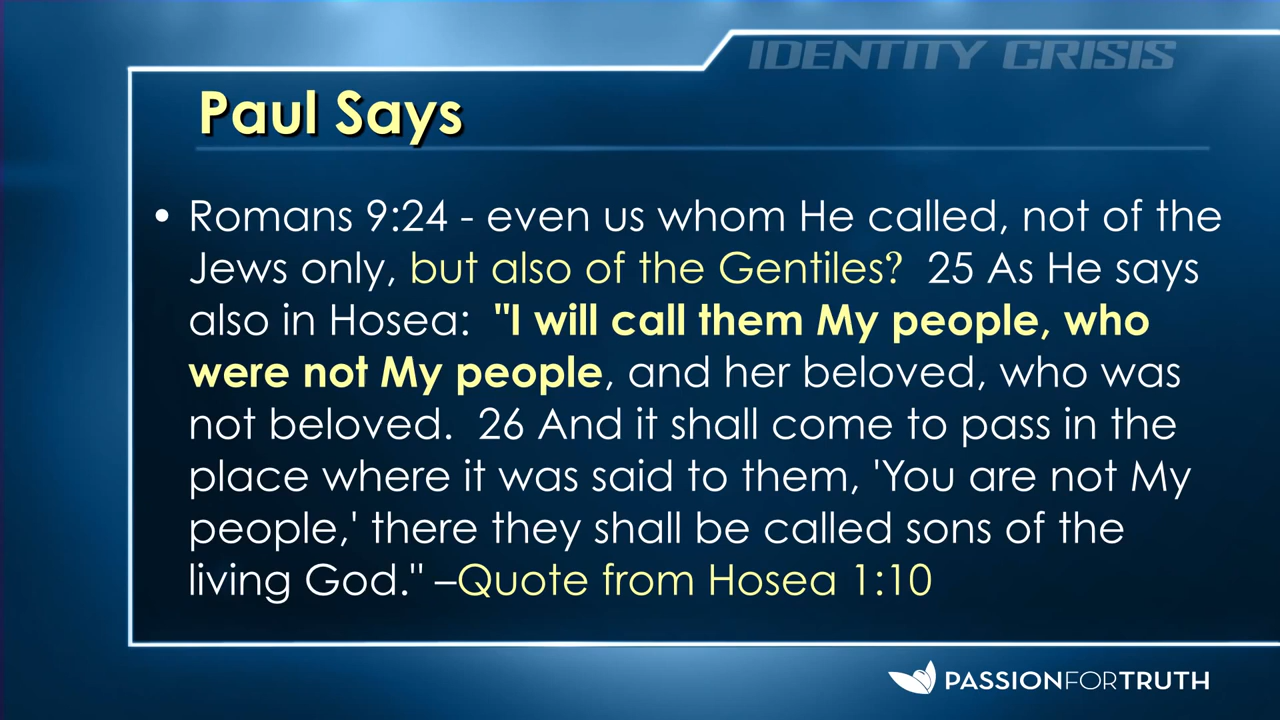 IDENTITY CRISIS
Paul Says
• Romans 9:24 - even us whom He called, not of the
Jews only, but also of the Gentiles?  25 As He says
also in Hosea:  "I will call them My people, who
were not My people, and her beloved, who was
not beloved.  26 And it shall come to pass in the
place where it was said to them, 'You are not My
people,' there they shall be called sons of the
living God." –Quote from Hosea 1:10
PASSIONFORTRUTH